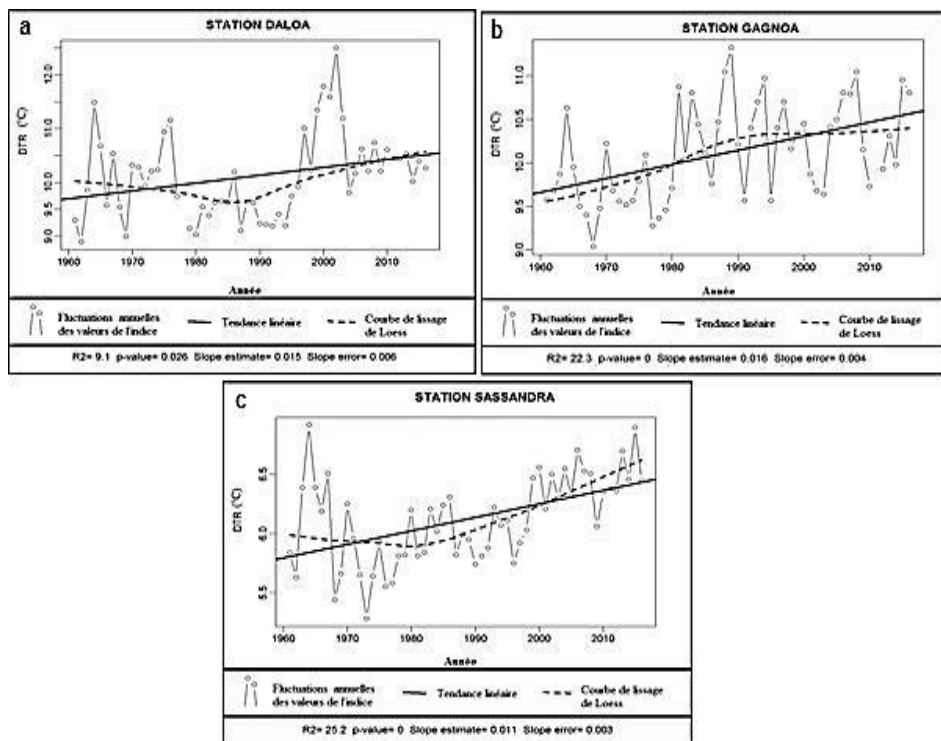 a
STATION DALOA
DTR (°C)
12.0
11.0
10.0
9.5
9.0
1960 1970 1980 1990 2000 2010
Année
Fluctuations annuelles
des valeurs de l'indice
Tendance linéaire
Courbe de lissage
de Loess
R2= 9.1 p-value= 0.026 Slope estimate= 0.015 Slope error= 0.006
b
STATION GAGNOA
DTR (°C)
11.0
10.5
10.0
9.5
9.0
1960 1970 1980 1990 2000 2010
Année
Fluctuations annuelles
des valeurs de l'indice
Tendance linéaire
Courbe de lissage
de Loess
R2= 22.3 p-value= 0 Slope estimate= 0.016 Slope error= 0.004
c
STATION SASSANDRA
DTR (°C)
6.5
6.0
5.5
1960 1970 1980 1990 2000 2010
Année
Fluctuations annuelles
des valeurs de l'indice
Tendance linéaire
Courbe de lissage
de Loess
R2= 25.2 p-value= 0 Slope estimate= 0.011 Slope error= 0.003